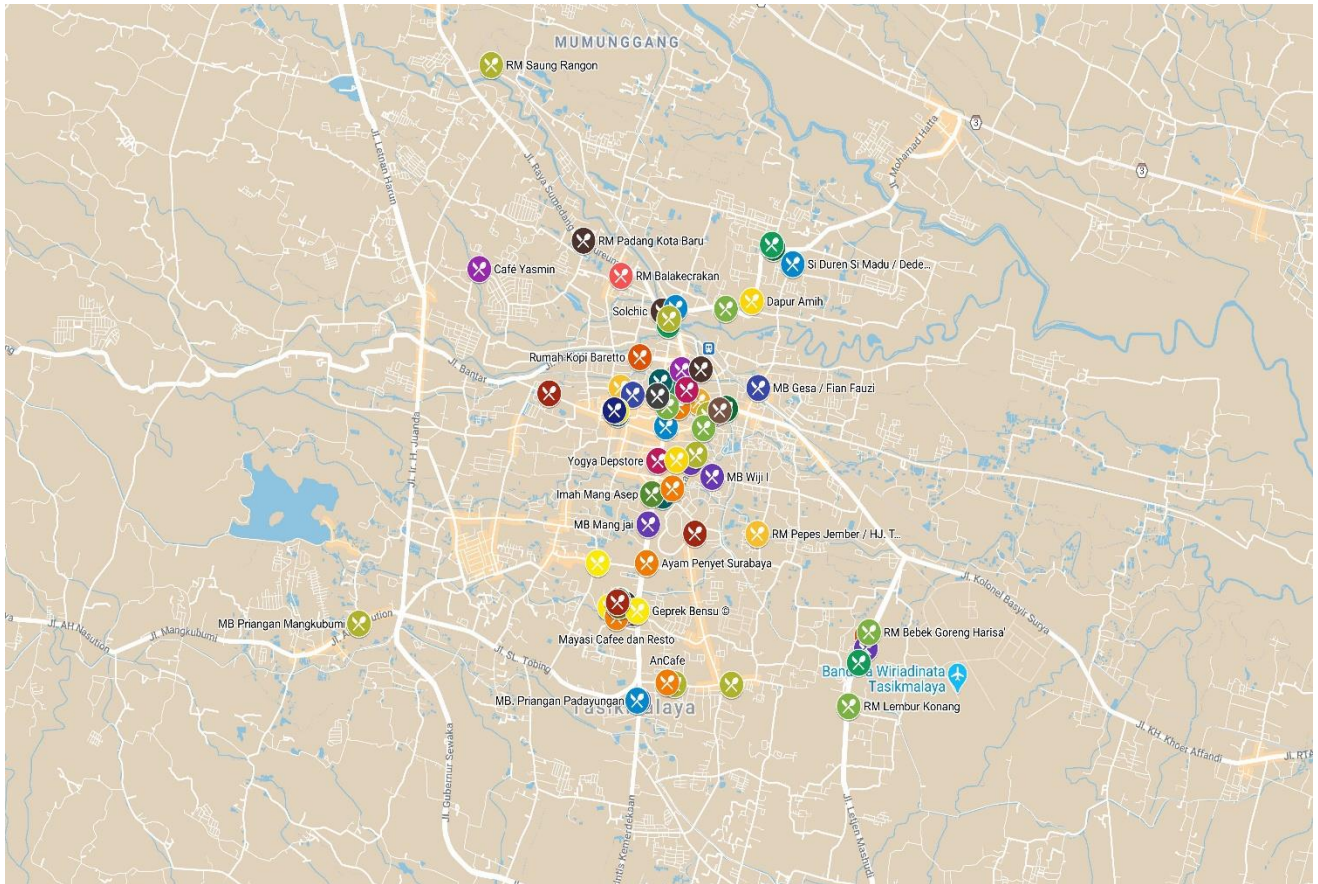 MUMUNGGANG
RM Saung Rangon
3
3
Jl. Mohamad Hatta
Jl. Letnan Harun
Jl. Raya Sumedang
RM Padang Kota Baru
Café Yasmin
RM Balakecrakan
Si Duren Si Madu / Dede...
Dapur Amih
Solchic
Rumah Kopi Baretto
Jl. Bantar
MB Gesa / Fian Fauzi
Jl. Ir. H. Juanda
Yogya Depstore
MB Wiji I
Imah Mang Asep
MB Mang jai
RM Pepes Jember / HJ. T...
Ayam Penyet Surabaya
Jl. Kolonel Basyir Surya
Geprek Bensu ©
MB Priangan Mangkubumi
Jl. AH Nasution
Jl. Mangkubumi
RM Bebek Goreng Harisa'
Mayasi Cafee dan Resto
Jl. SL. Tobing
AnCafe
Wiriadinata
Tasikmalaya
MB. Priangan Padayungan
RM Lembur Konang
Jl. KH. Khoer Affandi
Jl. Gubernur Sewaka
Jl. Letjen Mashudi